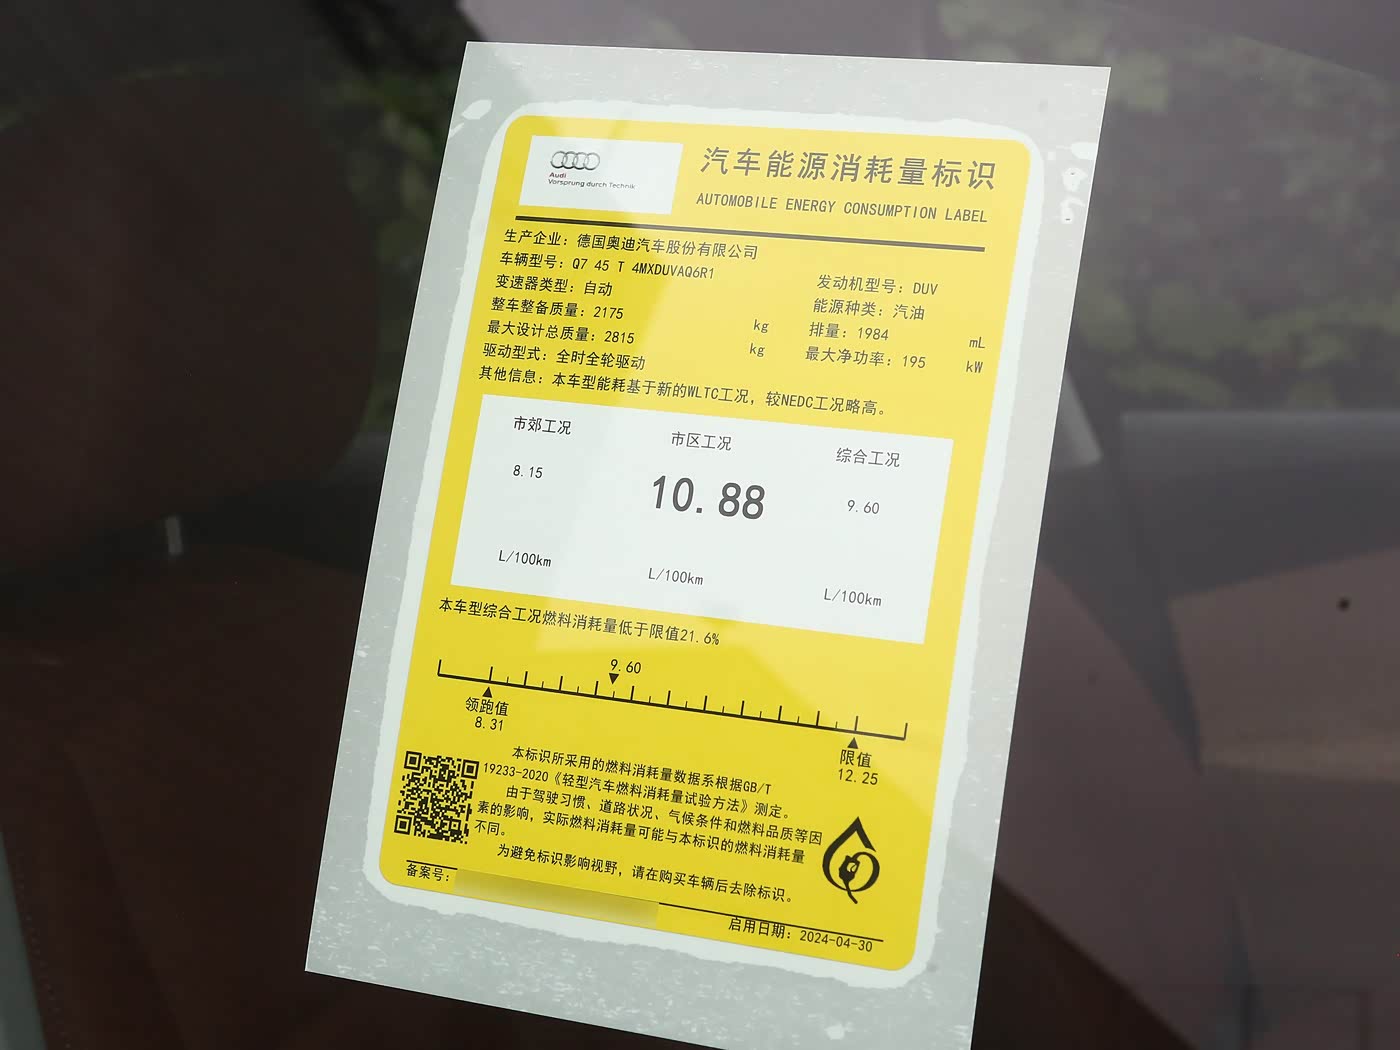 Audi
Vorsprung durch Technik
汽车能源消耗量标识
AUTOMOBILE ENERGY CONSUMPTION LABEL
生产企业：德国奥迪汽车股份有限公司
车辆型号：Q7 45 T 4MXDUVAQ6R1
发动机型号：DUV
变速器类型：自动
能源种类：汽油
整车整备质量：2175 kg
排量：1984 mL
最大设计总质量：2815 kg
最大净功率：195 kW
驱动型式：全时全轮驱动
其他信息：本车型能耗基于新的WLTC工况，较NEDC工况略高。
市郊工况 市区工况 综合工况
8.15 10.88 9.60
L/100km L/100km L/100km
本车型综合工况燃料消耗量低于限值21.6%
9.60
领跑值
8.31
限值
12.25
本标识所采用的燃料消耗量数据系根据GB/T
19233-2020《轻型汽车燃料消耗量试验方法》测定。
由于驾驶习惯、道路状况、气候条件和燃料品质等因
素的影响，实际燃料消耗量可能与本标识的燃料消耗量
不同。
为避免标识影响视野，请在购买车辆后去除标识。
备案号：
启用日期：2024-04-30